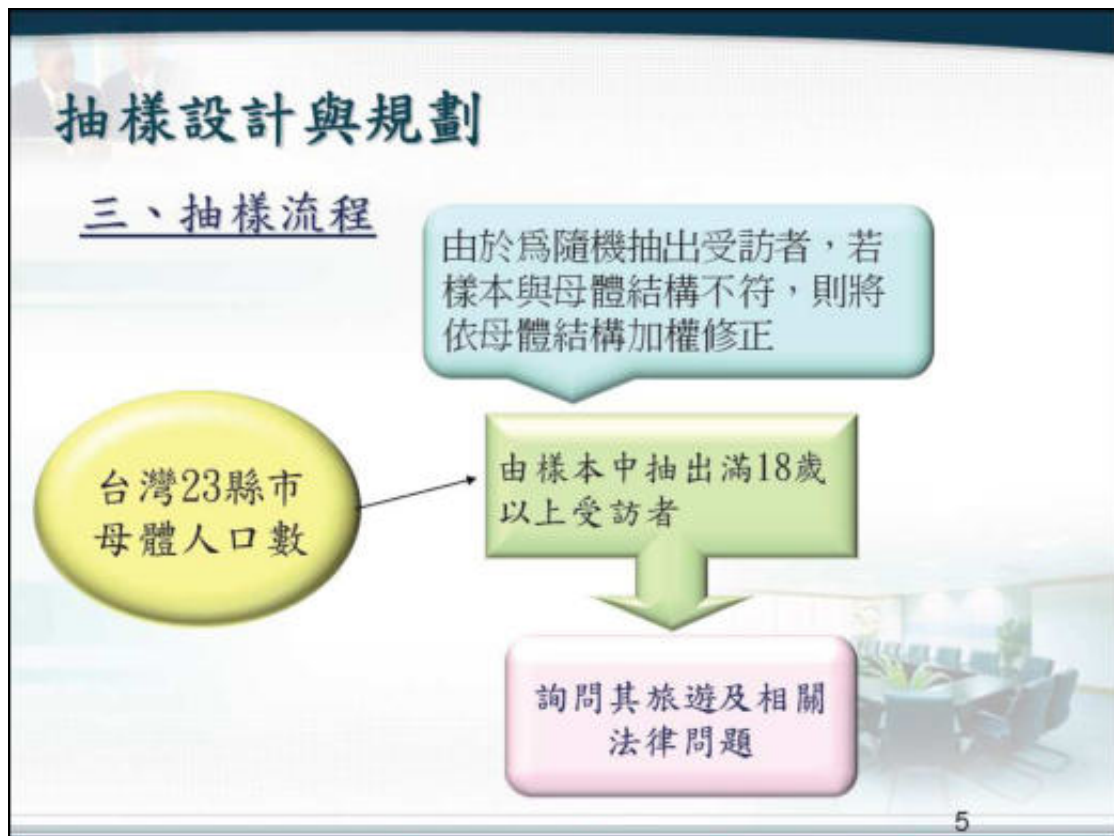 抽樣設計與規劃
三、抽樣流程
由於爲隨機抽出受訪者，若
樣本與母體結構不符，則將
依母體結構加權修正
台灣23縣市
母體人口數
由樣本中抽出滿18歲
以上受訪者
詢問其旅遊及相關
法律問題
5